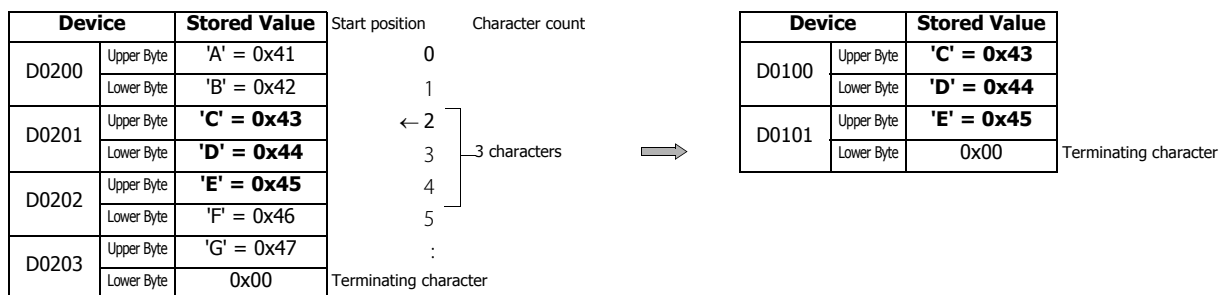 Device Stored Value Start position Character count Device Stored Value
D0200 Upper Byte 'A' = 0x41 0 D0100 Upper Byte 'C' = 0x43
Lower Byte 'B' = 0x42 1 Lower Byte 'D' = 0x44
D0201 Upper Byte 'C' = 0x43 ← 2 D0101 Upper Byte 'E' = 0x45
Lower Byte 'D' = 0x44 3 3 characters Lower Byte 0x00 Terminating character
D0202 Upper Byte 'E' = 0x45 4
Lower Byte 'F' = 0x46 5
D0203 Upper Byte 'G' = 0x47 :
Lower Byte 0x00 Terminating character